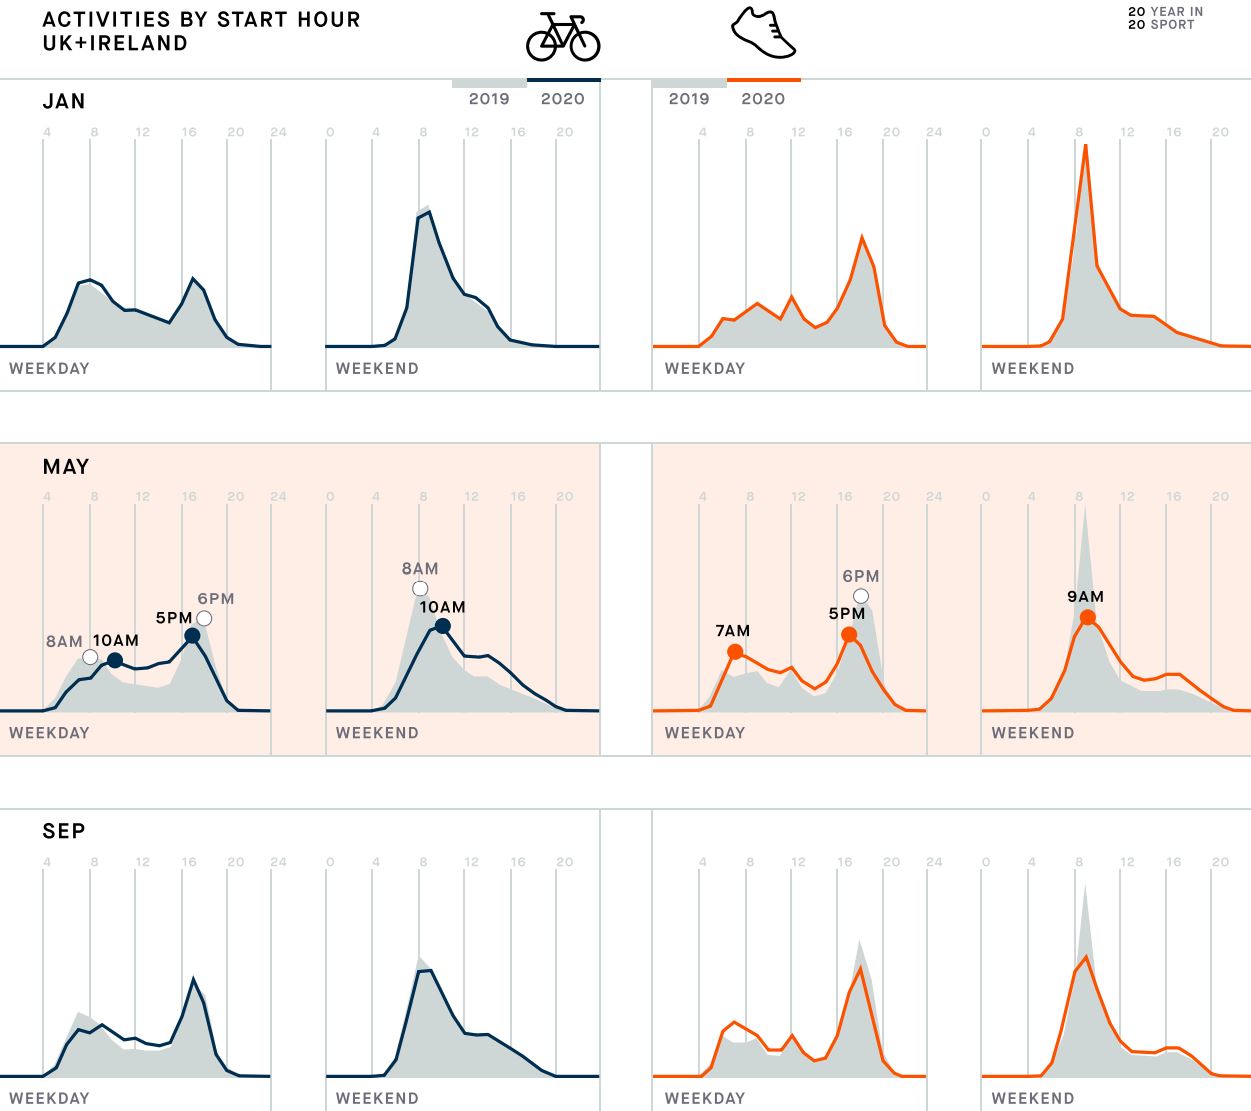 ACTIVITIES BY START HOUR
UK+IRELAND
20 YEAR IN
20 SPORT
2019 2020 2019 2020
JAN
4 8 12 16 20 24 0 4 8 12 16 20 4 8 12 16 20 24 0 4 8 12 16 20
WEEKDAY WEEKEND WEEKDAY WEEKEND
MAY
4 8 12 16 20 24 0 4 8 12 16 20 4 8 12 16 20 24 0 4 8 12 16 20
8AM 10AM 5PM 6PM 8AM 10AM 7AM 5PM 6PM 9AM
WEEKDAY WEEKEND WEEKDAY WEEKEND
SEP
4 8 12 16 20 24 0 4 8 12 16 20 4 8 12 16 20 24 0 4 8 12 16 20
WEEKDAY WEEKEND WEEKDAY WEEKEND